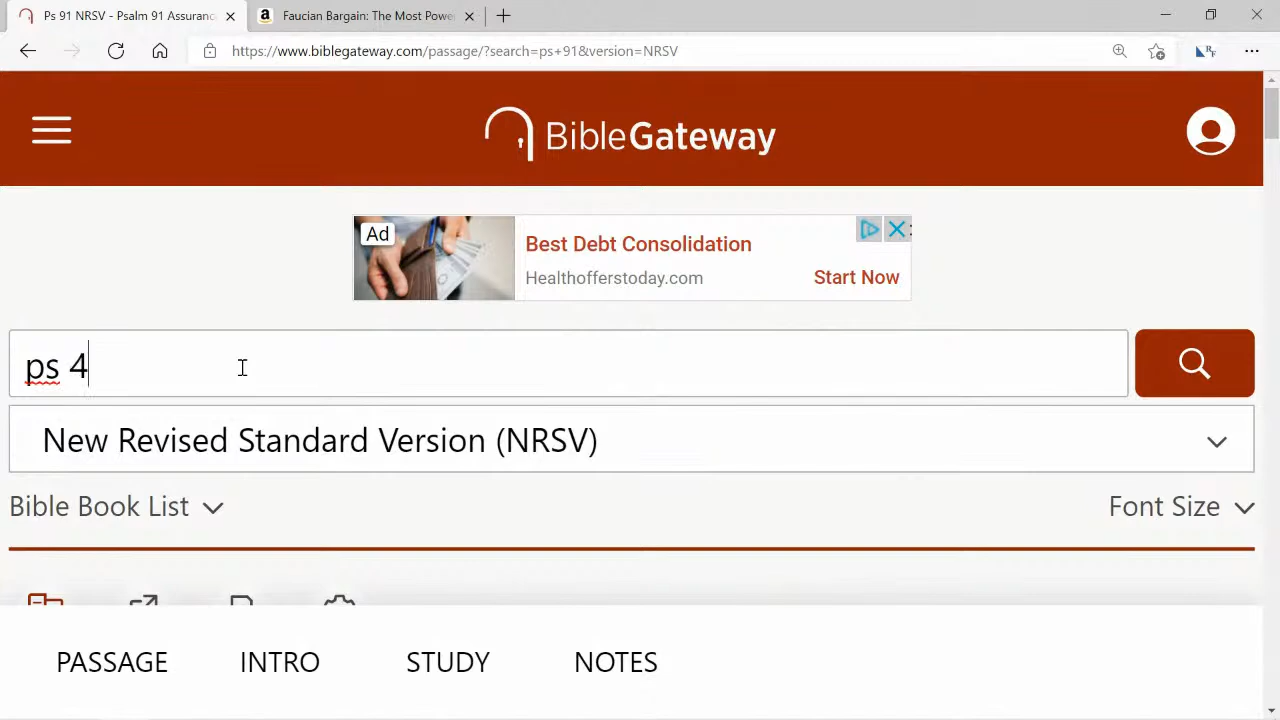 Ps 91 NRSV - Psalm 91 Assuranc
Faucian Bargain: The Most Power
https://www.biblegateway.com/passage/?search=ps+91&version=NRSV
BibleGateway
Ad
Best Debt Consolidation
Healthofferstoday.com
Start Now
ps 4
New Revised Standard Version (NRSV)
Bible Book List
Font Size
PASSAGE INTRO STUDY NOTES